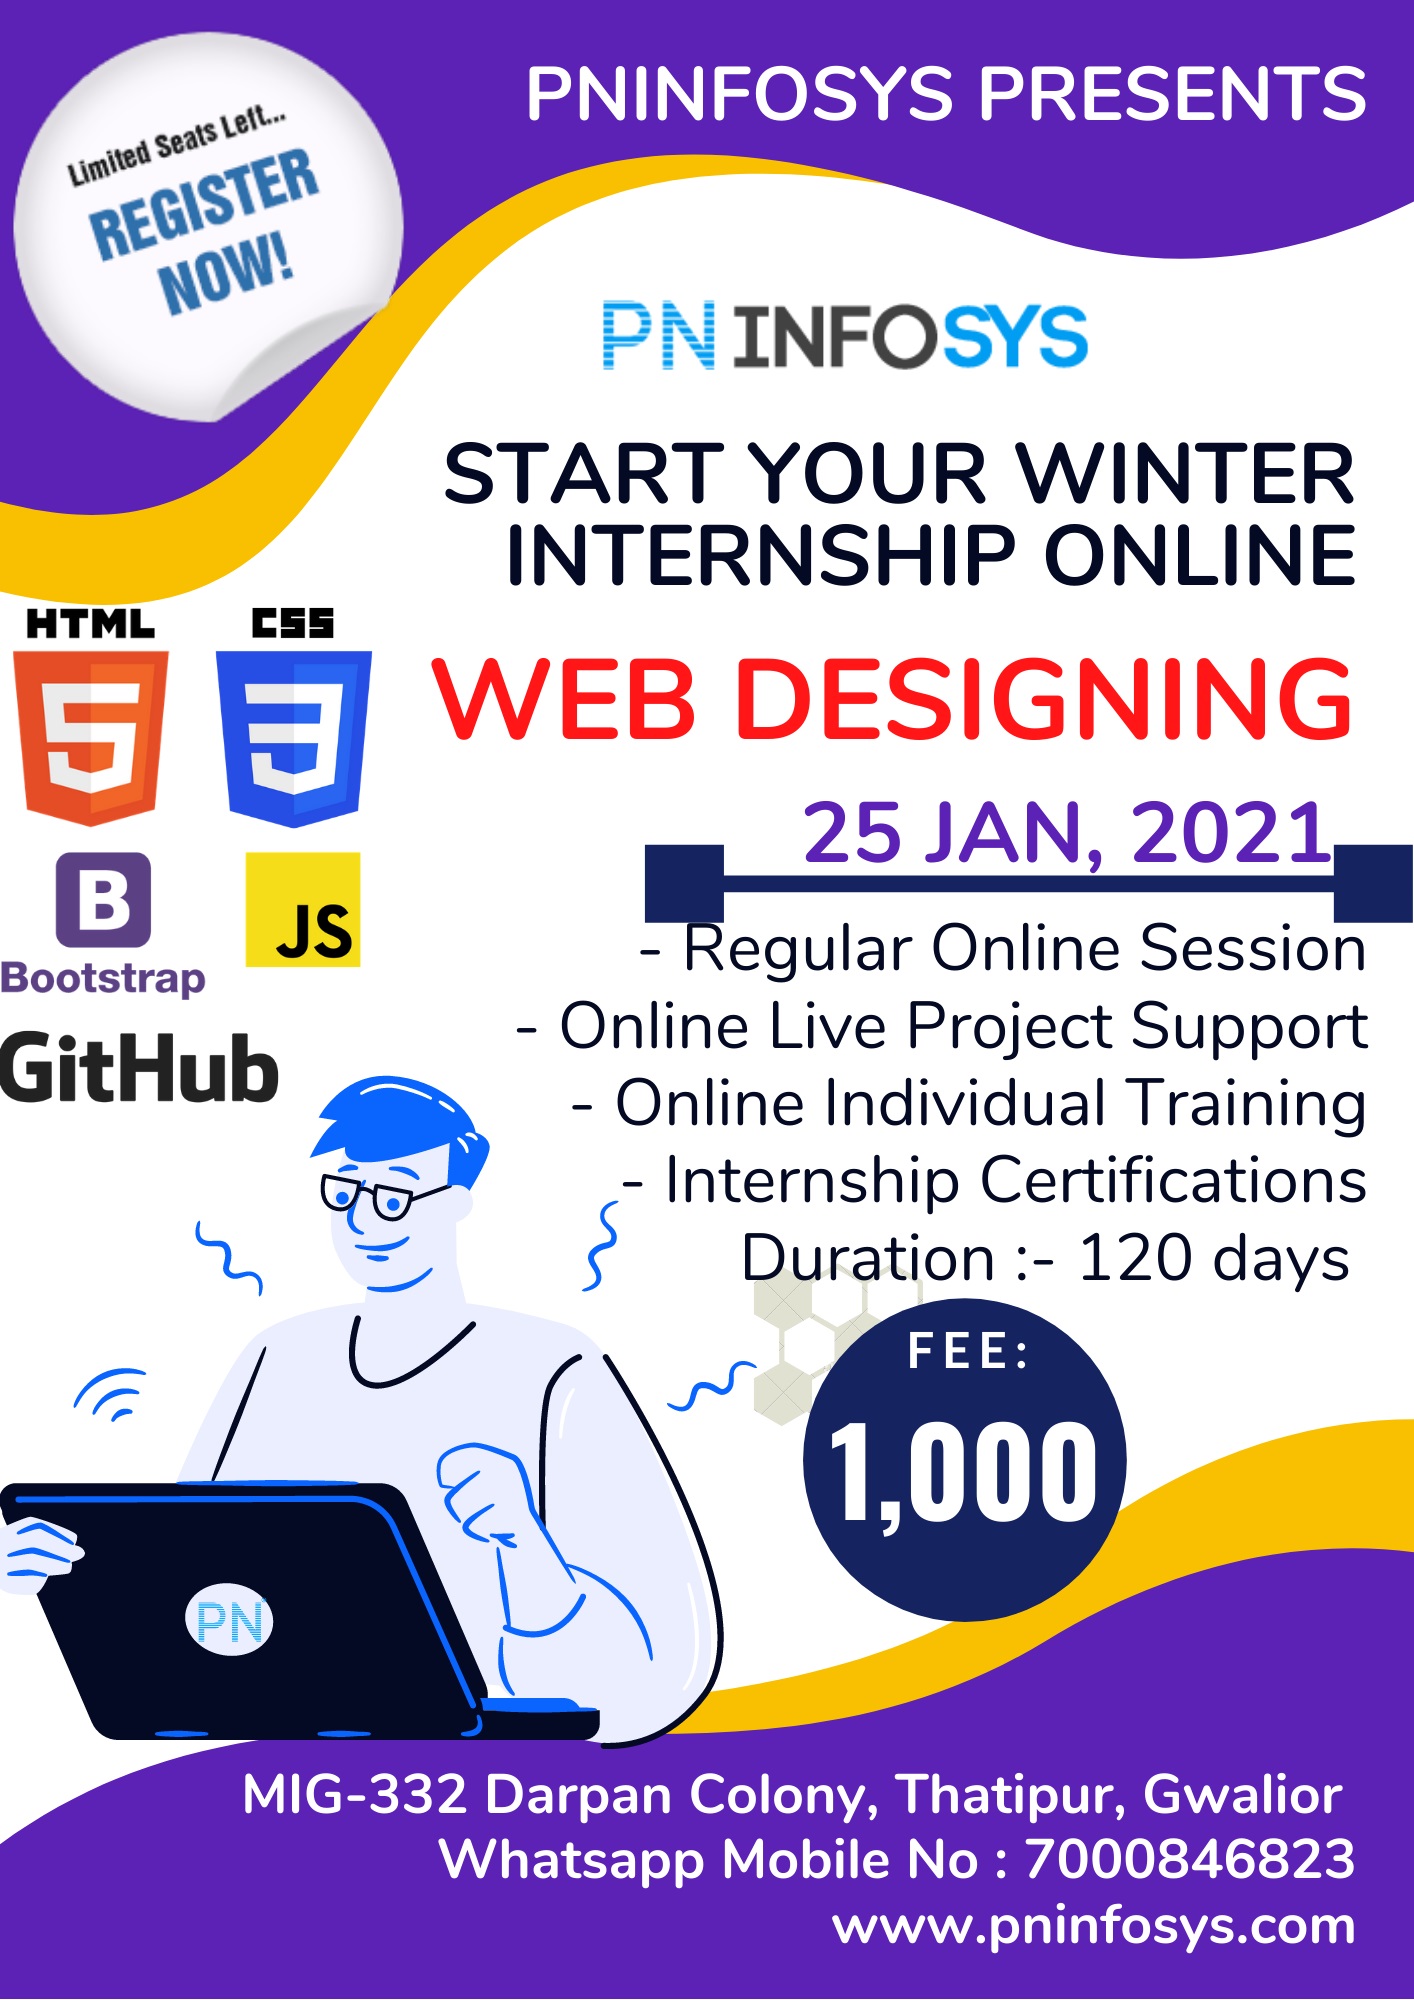 PNINFOSYS PRESENTS
Limited Seats Left...
REGISTER
NOW!
PN INFOSYS
START YOUR WINTER
INTERNSHIP ONLINE
WEB DESIGNING
25 JAN, 2021
HTML
5
CSS
3
B
Bootstrap
JS
GitHub
- Regular Online Session
- Online Live Project Support
- Online Individual Training
- Internship Certifications
Duration :- 120 days
FEE:
1,000
PN
MIG-332 Darpan Colony, Thatipur, Gwalior
Whatsapp Mobile No : 7000846823
www.pninfosys.com